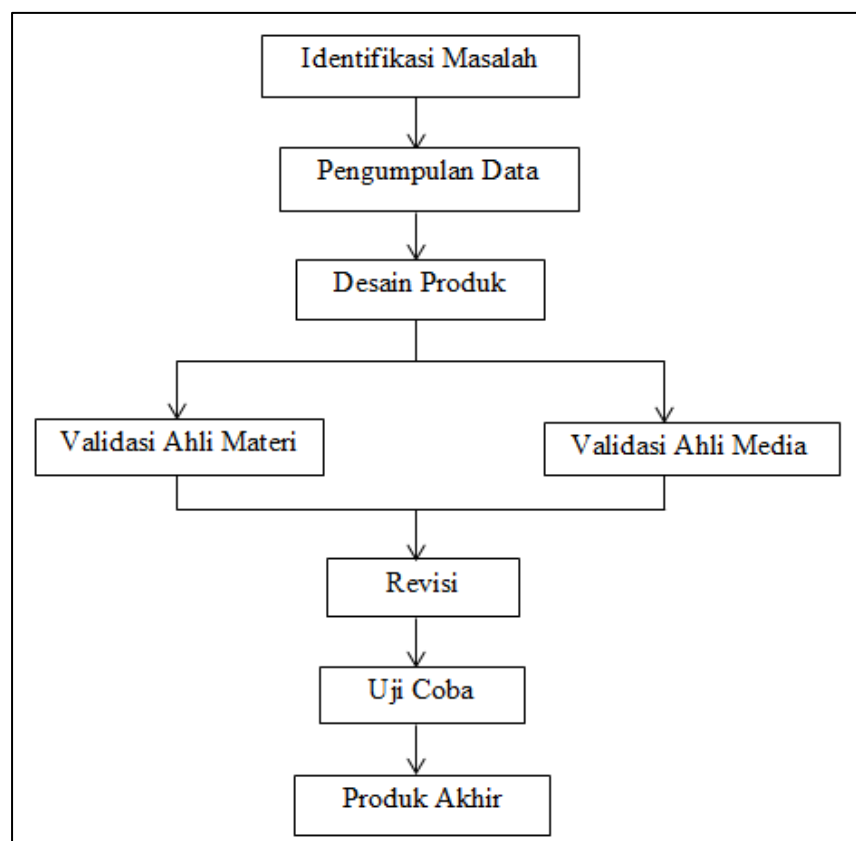 Identifikasi Masalah
Pengumpulan Data
Desain Produk
Validasi Ahli Materi
Validasi Ahli Media
Revisi
Uji Coba
Produk Akhir